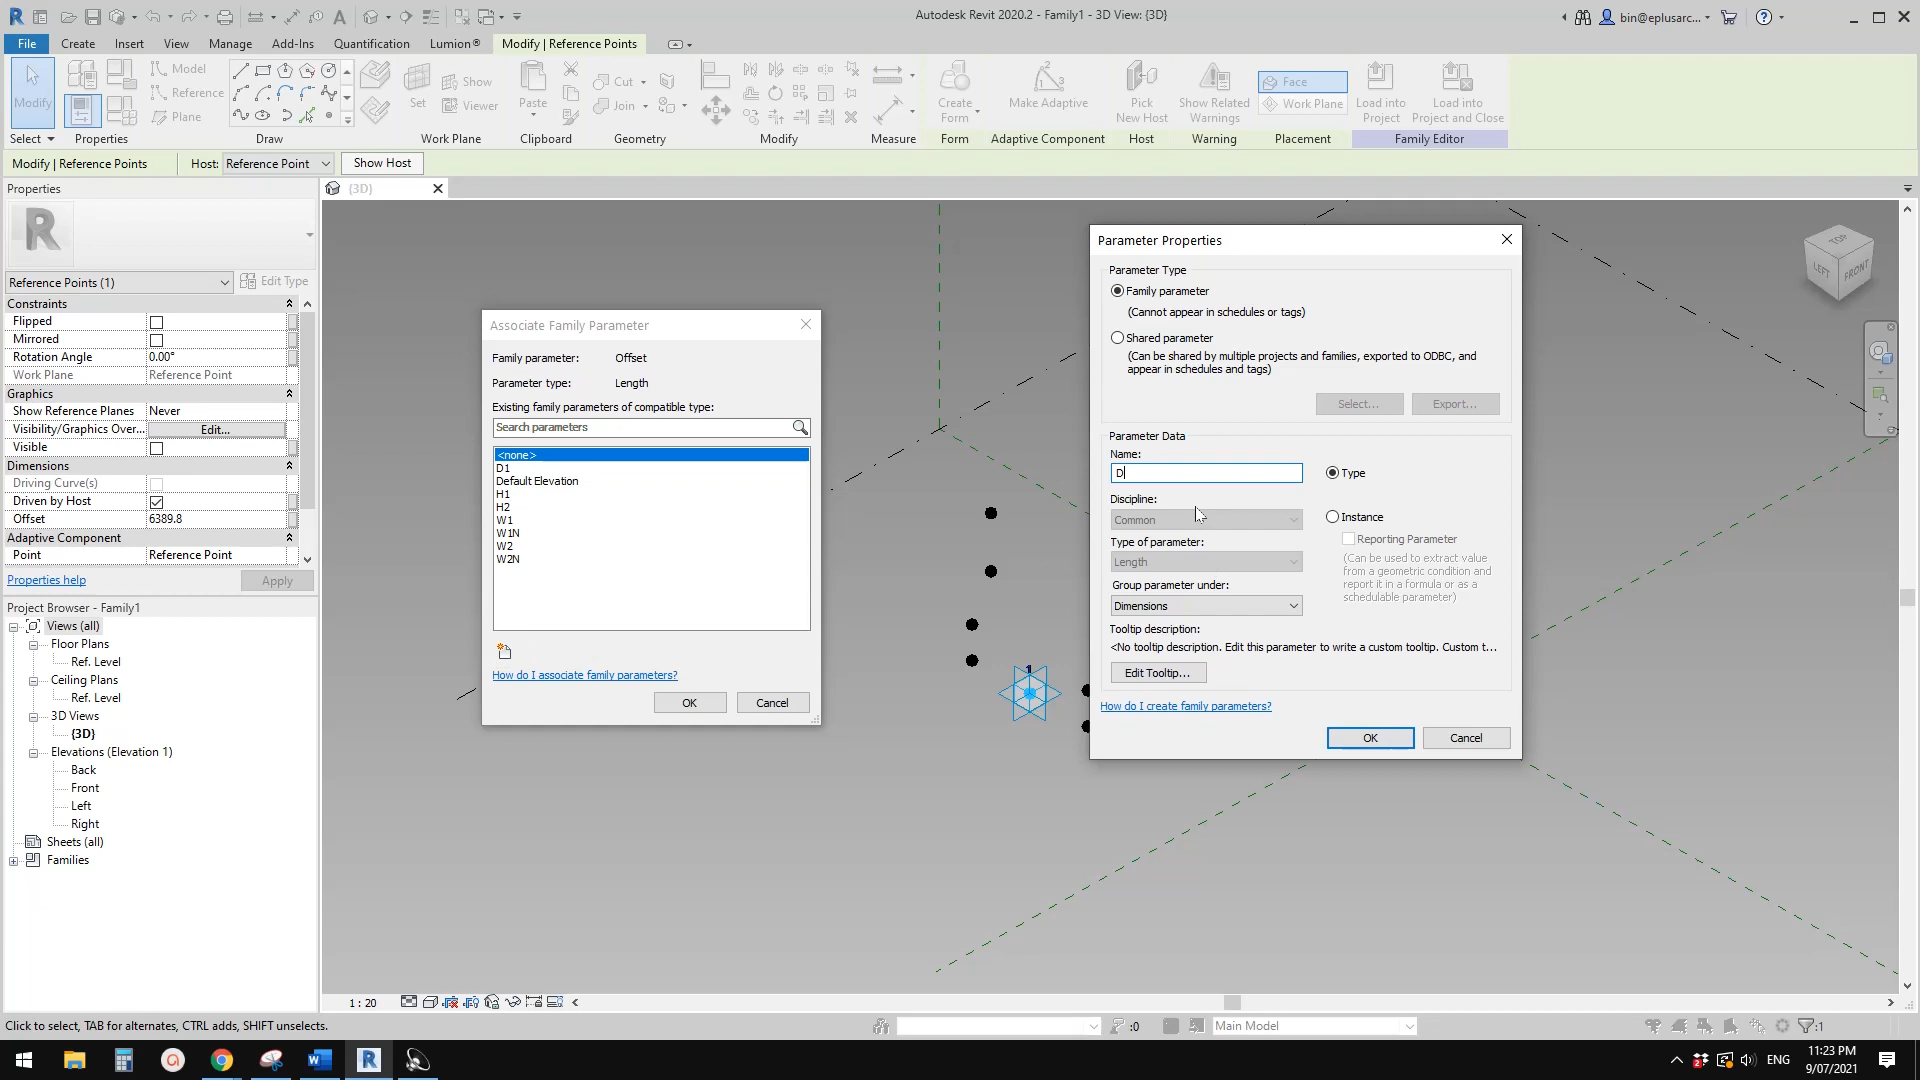 Autodesk Revit 2020.2 - Family1 - 3D View: {3D}
bin@eplusarc...
File Create Insert View Manage Add-Ins Quantification Lumion® Modify | Reference Points
Modify
Select
Properties
Model
Reference
Plane
Draw
Set
Show
Viewer
Work Plane
Paste
Clipboard
Cut
Join
Geometry
Modify
Measure
Create
Form
Form
Make Adaptive
Adaptive Component
Pick
New Host
Host
Show Related
Warnings
Warning
Face
Work Plane
Placement
Load into
Project
Load into
Project and Close
Family Editor
Modify | Reference Points Host: Reference Point Show Host
Properties
{3D}
R
Reference Points (1) Edit Type
Constraints
Flipped
Mirrored
Rotation Angle 0.00°
Work Plane Reference Point
Graphics
Show Reference Planes Never
Visibility/Graphics Over... Edit...
Visible
Dimensions
Driving Curve(s)
Driven by Host
Offset 6389.8
Adaptive Component
Point Reference Point
Properties help Apply
Project Browser - Family1
Views (all)
Floor Plans
Ref. Level
Ceiling Plans
Ref. Level
3D Views
{3D}
Elevations (Elevation 1)
Back
Front
Left
Right
Sheets (all)
Families
Associate Family Parameter
Family parameter: Offset
Parameter type: Length
Existing family parameters of compatible type:
Search parameters
<none>
D1
Default Elevation
H1
H2
W1
W1N
W2
W2N
How do I associate family parameters?
OK Cancel
1
Parameter Properties
Parameter Type
Family parameter
(Cannot appear in schedules or tags)
Shared parameter
(Can be shared by multiple projects and families, exported to ODBC, and
appear in schedules and tags)
Select... Export...
Parameter Data
Name:
D
Type
Discipline:
Common
Instance
Type of parameter:
Length
Reporting Parameter
(Can be used to extract value
from a geometric condition and
report it in a formula or as a
schedulable parameter)
Group parameter under:
Dimensions
Tooltip description:
<No tooltip description. Edit this parameter to write a custom tooltip. Custom t...
Edit Tooltip...
How do I create family parameters?
OK Cancel
TOP
LEFT FRONT
1 : 20
Click to select, TAB for alternates, CTRL adds, SHIFT unselects.
:0
Main Model
:1
ENG
11:23 PM
9/07/2021